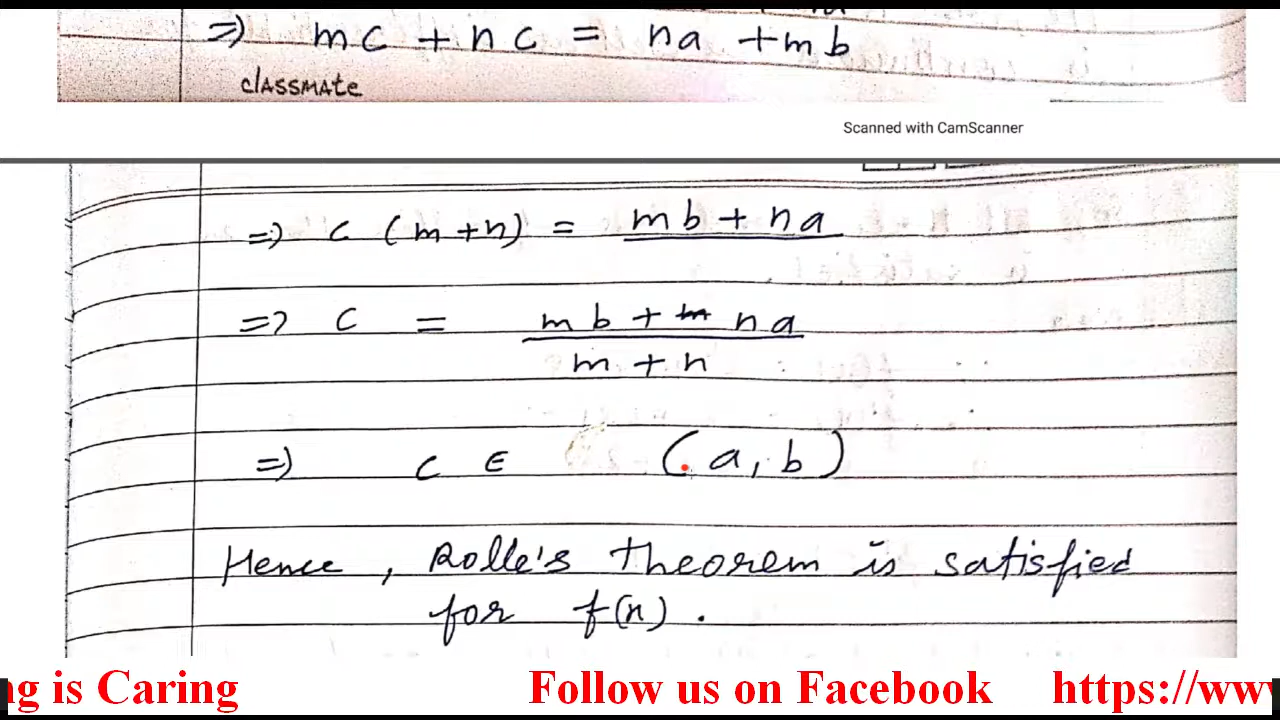 ⇒ mc + nc = na + mb
classmate
Scanned with CamScanner
⇒ c (m+n) = mb + na
⇒ c = mb + na
m + n
⇒ c ∈ (a, b)
Hence, Rolle's theorem is satisfied
for f(n).
ng is Caring Follow us on Facebook https://ww